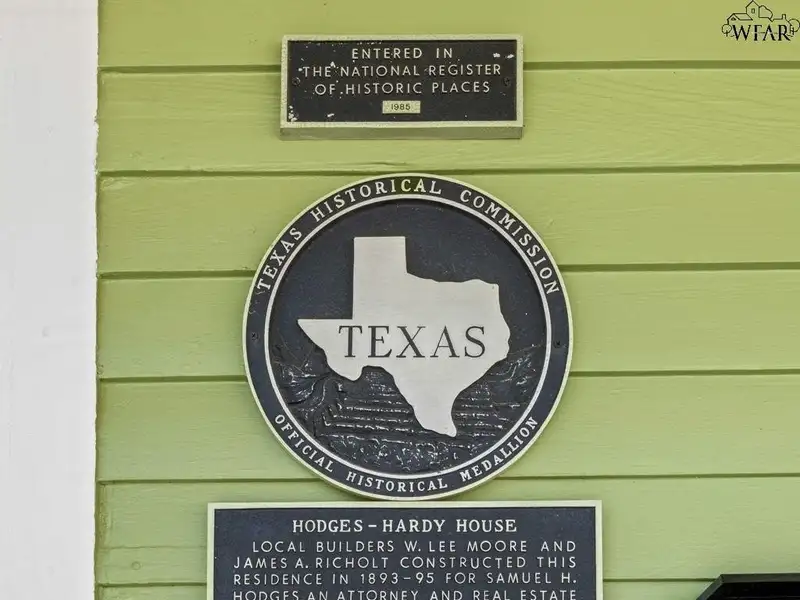 WFAR
ENTERED IN
THE NATIONAL REGISTER
OF HISTORIC PLACES
1985
TEXAS HISTORICAL COMMISSION
TEXAS
OFFICIAL HISTORICAL MEDALLION
HODGES-HARDY HOUSE
LOCAL BUILDERS W. LEE MOORE AND
JAMES A. RICHOLT CONSTRUCTED THIS
RESIDENCE IN 1893-95 FOR SAMUEL H.
HODGES, AN ATTORNEY AND REAL ESTATE